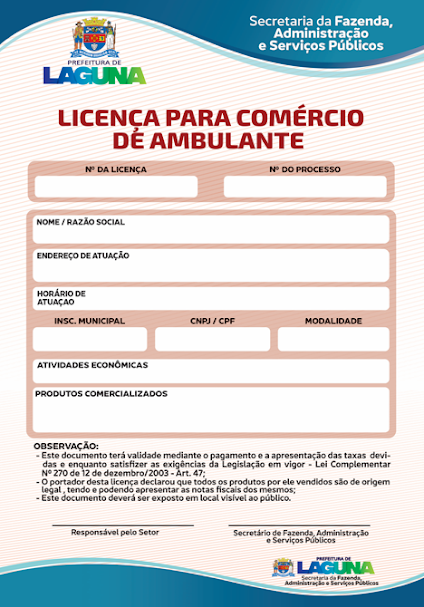 PREFEITURA DE
LAGUNA
Secretaria da Fazenda,
Administração
e Serviços Públicos
LICENÇA PARA COMÉRCIO
DE AMBULANTE
Nº DA LICENÇA
Nº DO PROCESSO
NOME / RAZÃO SOCIAL
ENDEREÇO DE ATUAÇÃO
HORÁRIO DE
ATUAÇAO
INSC. MUNICIPAL
CNPJ / CPF
MODALIDADE
ATIVIDADES ECONÔMICAS
PRODUTOS COMERCIALIZADOS
OBSERVAÇÃO:
- Este documento terá validade mediante o pagamento e a apresentação das taxas devi-
das e enquanto satisfizer as exigências da Legislação em vigor - Lei Complementar
Nº 270 de 12 de dezembro/2003 - Art. 47;
- O portador desta licença declarou que todos os produtos por ele vendidos são de origem
legal , tendo e podendo apresentar as notas fiscais dos mesmos;
- Este documento deverá ser exposto em local visível ao público.
Responsável pelo Setor
Secretário de Fazenda, Administração
e Serviços Públicos
PREFEITURA DE
LAGUNA
Secretaria da Fazenda,
Administração e Serviços Públicos